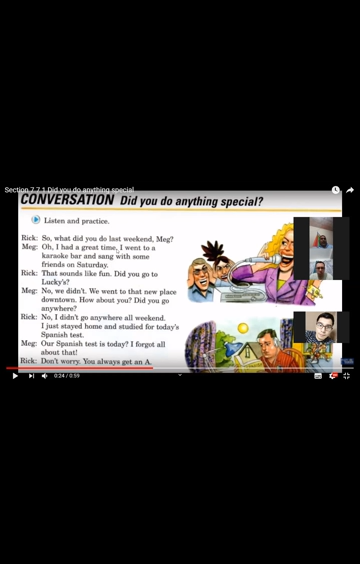 Section 7.7.1 Did you do anything special
CONVERSATION Did you do anything special?
Listen and practice.
Rick: So, what did you do last weekend, Meg?
Meg: Oh, I had a great time, I went to a
karaoke bar and sang with some
friends on Saturday.
Rick: That sounds like fun. Did you go to
Lucky's?
Meg: No, we didn't. We went to that new place
downtown. How about you? Did you go
anywhere?
Rick: No, I didn't go anywhere all weekend.
I just stayed home and studied for today's
Spanish test.
Meg: Our Spanish test is today? I forgot all
about that!
Rick: Don't worry. You always get an A.
0:24 / 0:59